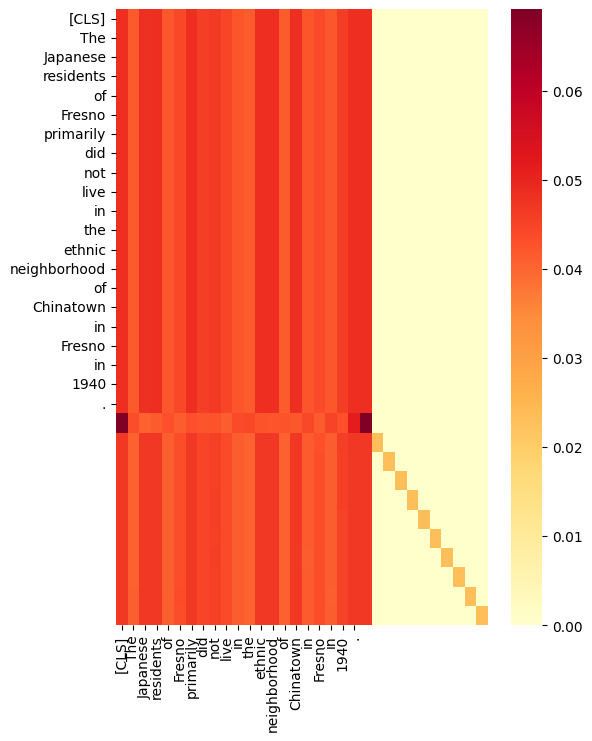 [CLS]
The
Japanese
residents
of
Fresno
primarily
did
not
live
in
the
ethnic
neighborhood
of
Chinatown
in
Fresno
in
1940
.
0.06
0.05
0.04
0.03
0.02
0.01
0.00
[CLS]
The
Japanese
residents
of
Fresno
primarily
did
not
live
in
the
ethnic
neighborhood
of
Chinatown
in
Fresno
in
1940
.